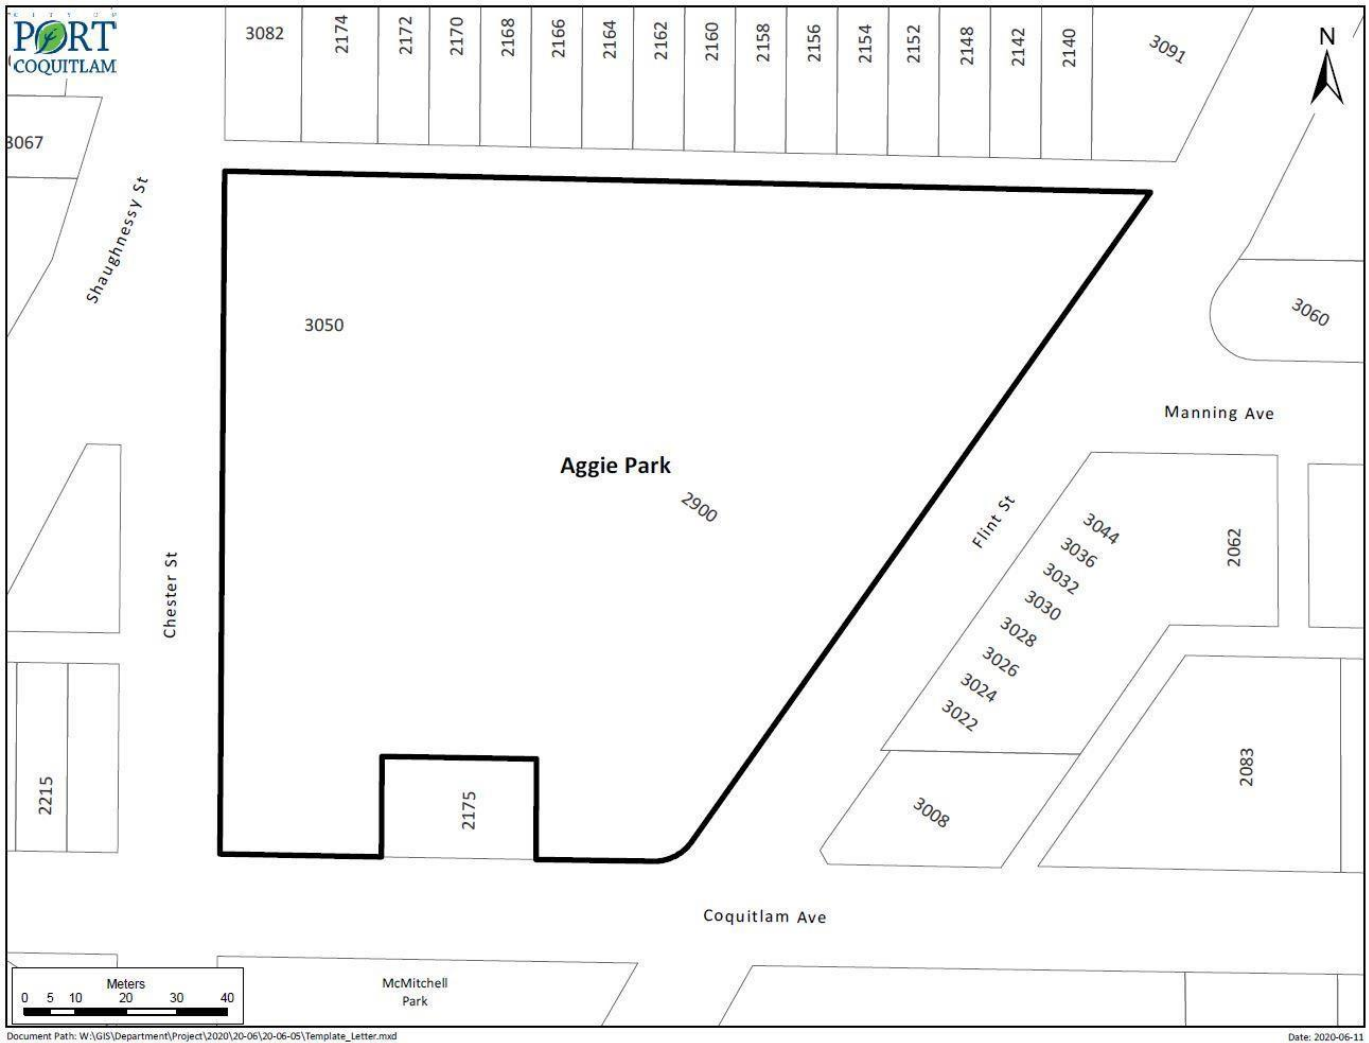 CITY OF
PORT
COQUITLAM
3082
2174
2172
2170
2168
2166
2164
2162
2160
2158
2156
2154
2152
2148
2142
2140
3091
N
3067
Shaughnessy St
3050
3060
Manning Ave
Aggie Park
2900
Flint St
3044
3036
3032
3030
3028
3026
3024
3022
2062
Chester St
2215
2175
3008
2083
Coquitlam Ave
McMitchell
Park
Meters
0 5 10 20 30 40
Document Path: W:\GIS\Department\Project\2020\20-06\20-06-05\Template_Letter.mxd
Date: 2020-06-11